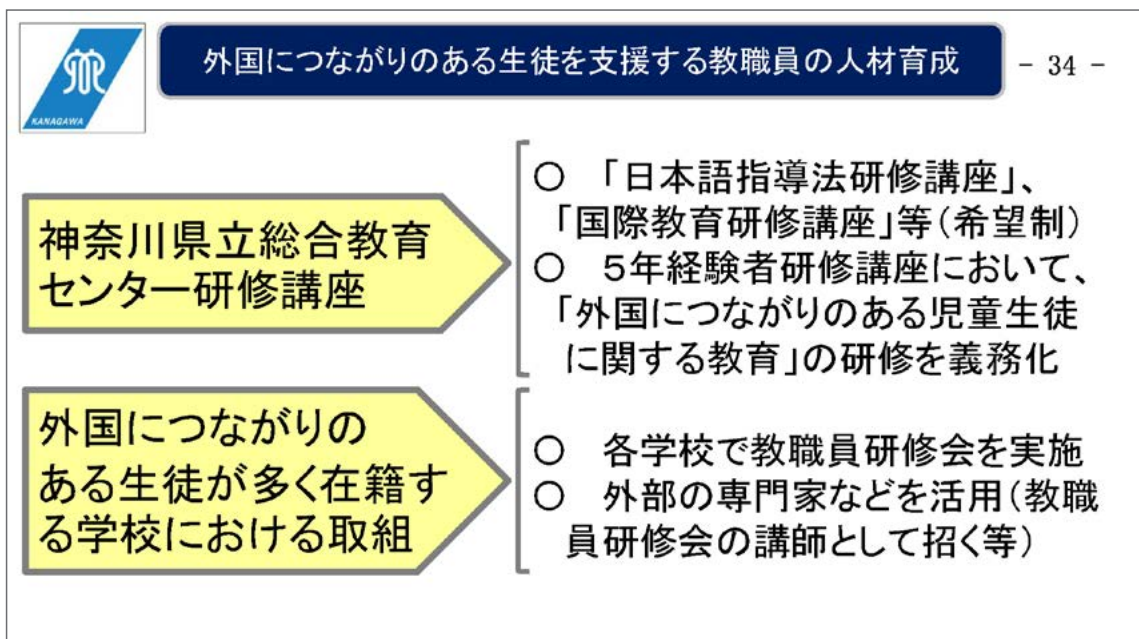 外国につながりのある生徒を支援する教職員の人材育成
- 34 -
KANAGAWA
神奈川県立総合教育
センター研修講座
○ 「日本語指導法研修講座」、
「国際教育研修講座」等(希望制)
○ 5年経験者研修講座において、
「外国につながりのある児童生徒
に関する教育」の研修を義務化
外国につながりの
ある生徒が多く在籍す
る学校における取組
○ 各学校で教職員研修会を実施
○ 外部の専門家などを活用(教職
員研修会の講師として招く等)